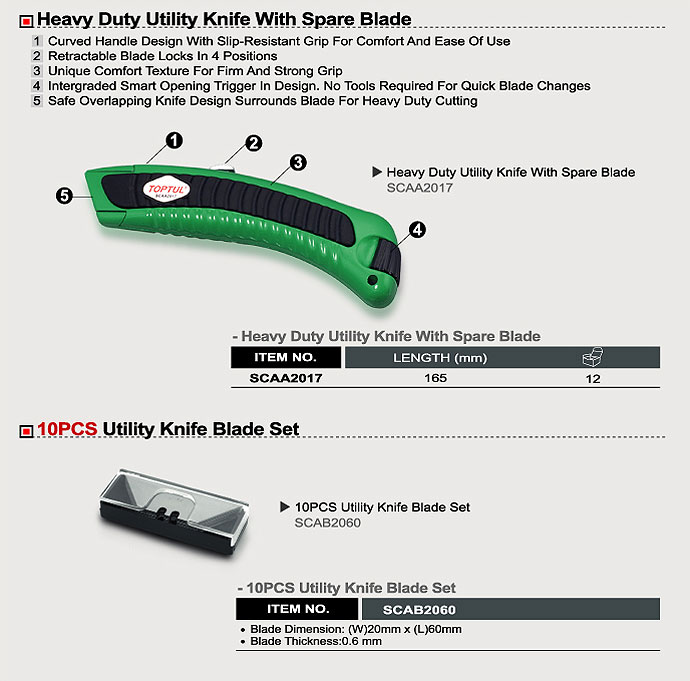 Heavy Duty Utility Knife With Spare Blade
1 Curved Handle Design With Slip-Resistant Grip For Comfort And Ease Of Use
2 Retractable Blade Locks In 4 Positions
3 Unique Comfort Texture For Firm And Strong Grip
4 Intergraded Smart Opening Trigger In Design. No Tools Required For Quick Blade Changes
5 Safe Overlapping Knife Design Surrounds Blade For Heavy Duty Cutting
1
2
3
5
TOPTUL®
SCAA2017
4
Heavy Duty Utility Knife With Spare Blade
SCAA2017
- Heavy Duty Utility Knife With Spare Blade
ITEM NO. LENGTH (mm)
SCAA2017 165 12
10PCS Utility Knife Blade Set
10PCS Utility Knife Blade Set
SCAB2060
- 10PCS Utility Knife Blade Set
ITEM NO. SCAB2060
• Blade Dimension: (W)20mm x (L)60mm
• Blade Thickness:0.6 mm